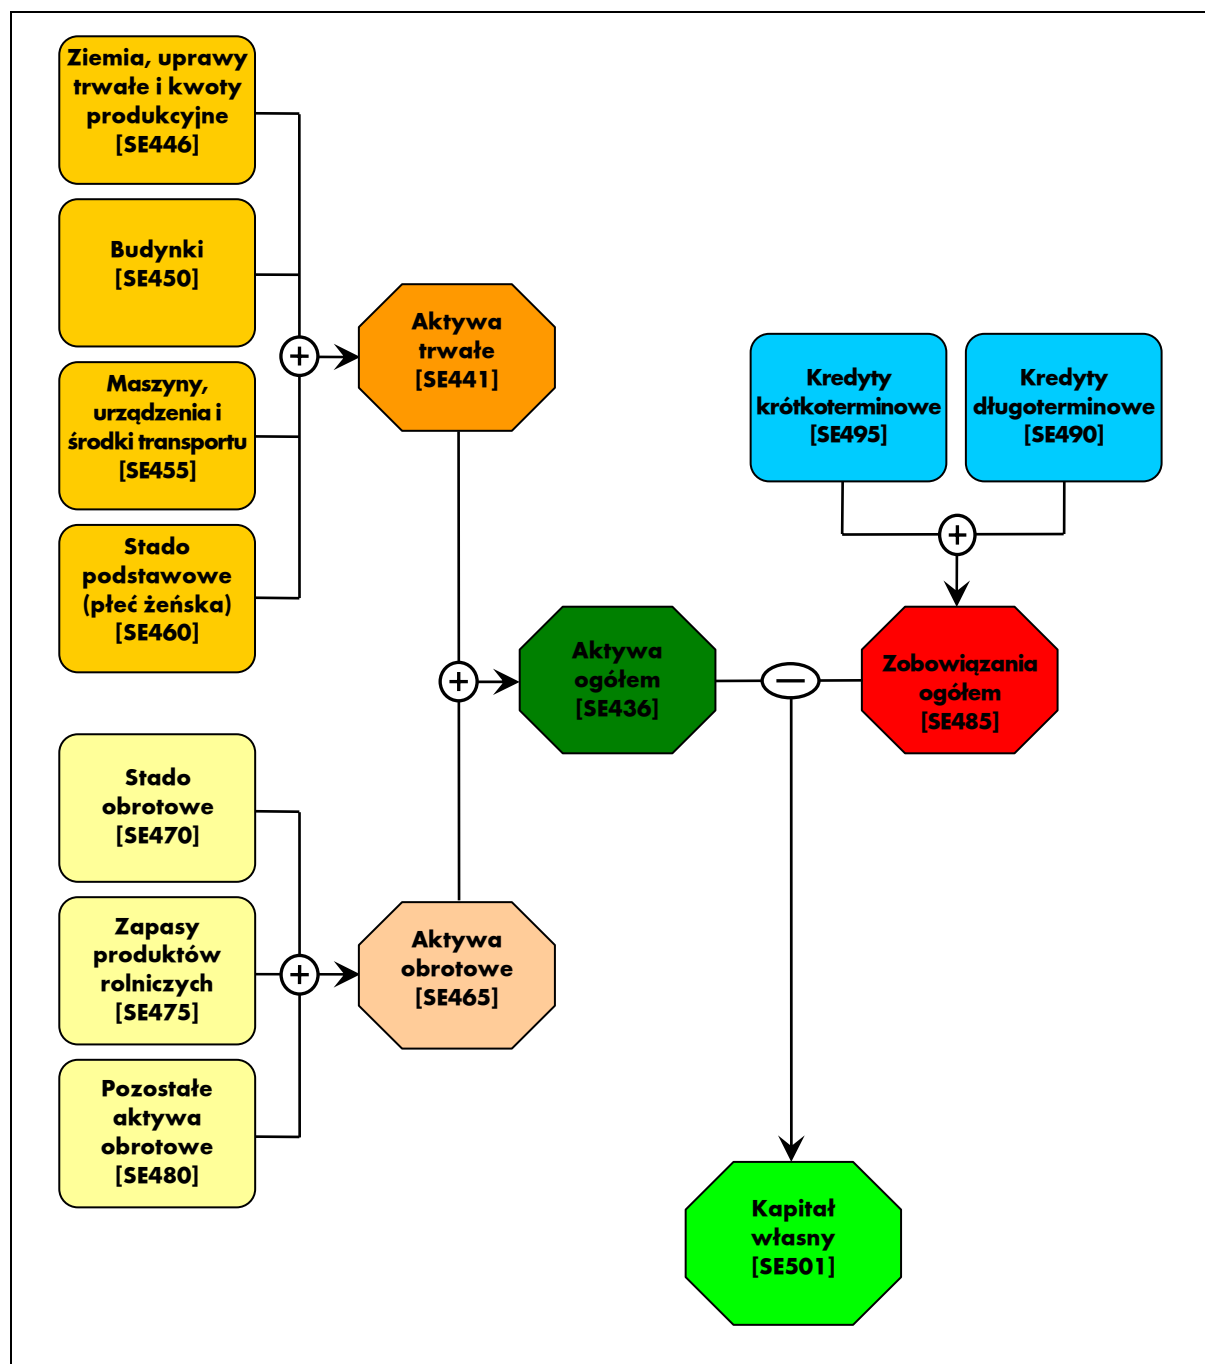 Ziemia, uprawy
trwałe i kwoty
produkcyjne
[SE446]
Budynki
[SE450]
Maszyny,
urządzenia i
środki transportu
[SE455]
Stado
podstawowe
(płeć żeńska)
[SE460]
Aktywa
trwałe
[SE441]
Kredyty
krótkoterminowe
[SE495]
Kredyty
długoterminowe
[SE490]
+
+
+
Aktywa
ogółem
[SE436]
—
Zobowiązania
ogółem
[SE485]
Stado
obrotowe
[SE470]
Zapasy
produktów
rolniczych
[SE475]
Pozostałe
aktywa
obrotowe
[SE480]
+
Aktywa
obrotowe
[SE465]
Kapitał
własny
[SE501]